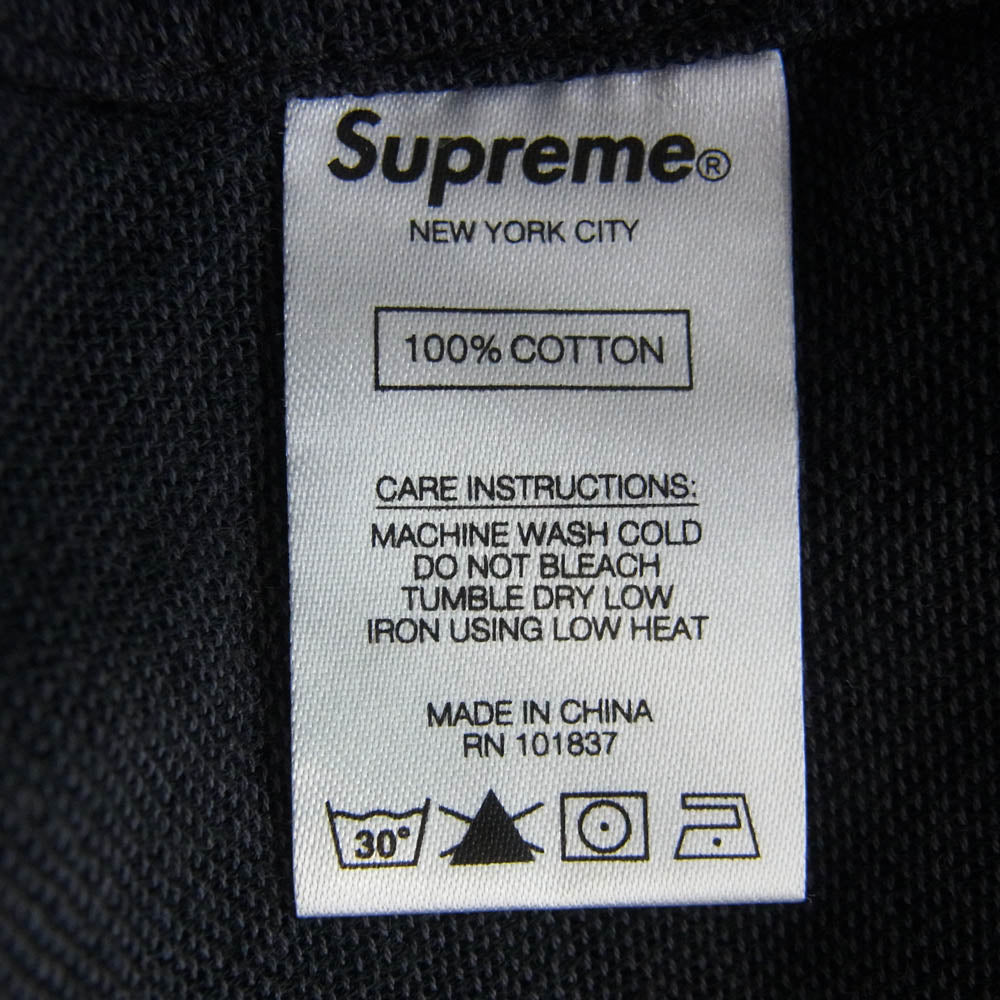 Supreme®
NEW YORK CITY
100% COTTON
CARE INSTRUCTIONS:
MACHINE WASH COLD
DO NOT BLEACH
TUMBLE DRY LOW
IRON USING LOW HEAT
MADE IN CHINA
RN 101837
30°